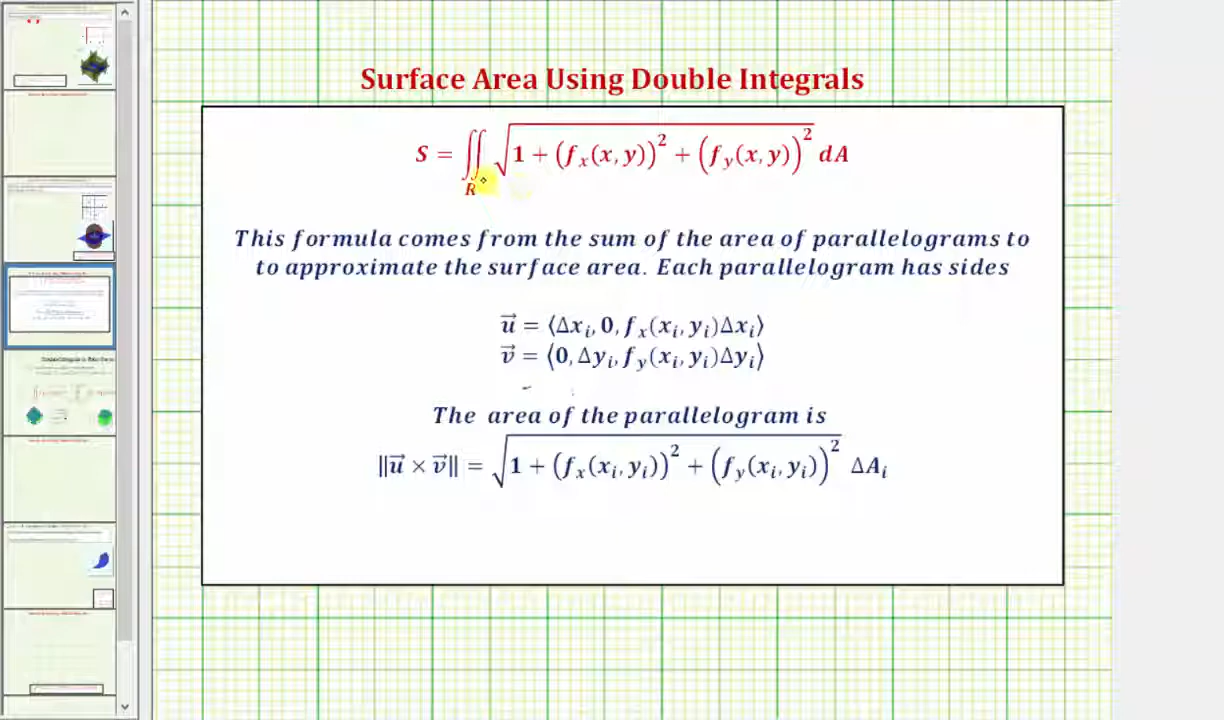 Surface Area Using Double Integrals
S = ∬_R √(1 + (f_x(x, y))² + (f_y(x, y))²) dA
This formula comes from the sum of the area of parallelograms to
to approximate the surface area. Each parallelogram has sides
u⃗ = ⟨Δx_i, 0, f_x(x_i, y_i)Δx_i⟩
v⃗ = ⟨0, Δy_i, f_y(x_i, y_i)Δy_i⟩
The area of the parallelogram is
‖u⃗ × v⃗‖ = √(1 + (f_x(x_i, y_i))² + (f_y(x_i, y_i))²) ΔA_i